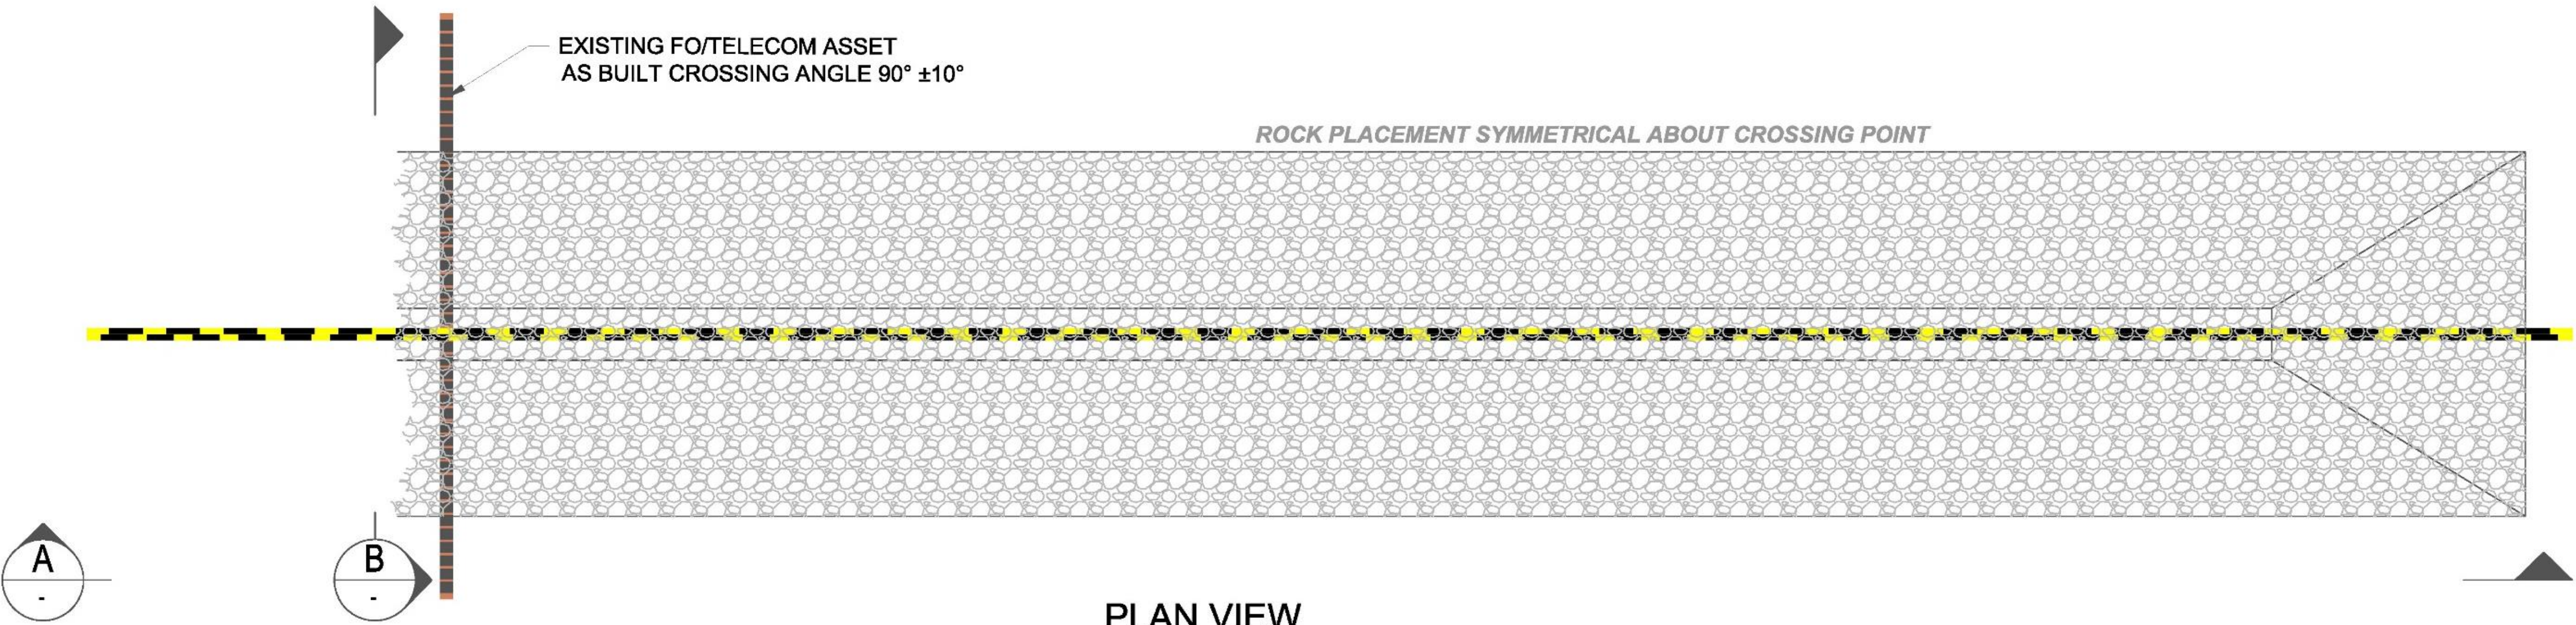 EXISTING FO/TELECOM ASSET
AS BUILT CROSSING ANGLE 90° ±10°
ROCK PLACEMENT SYMMETRICAL ABOUT CROSSING POINT
A
-
B
-
PLAN VIEW